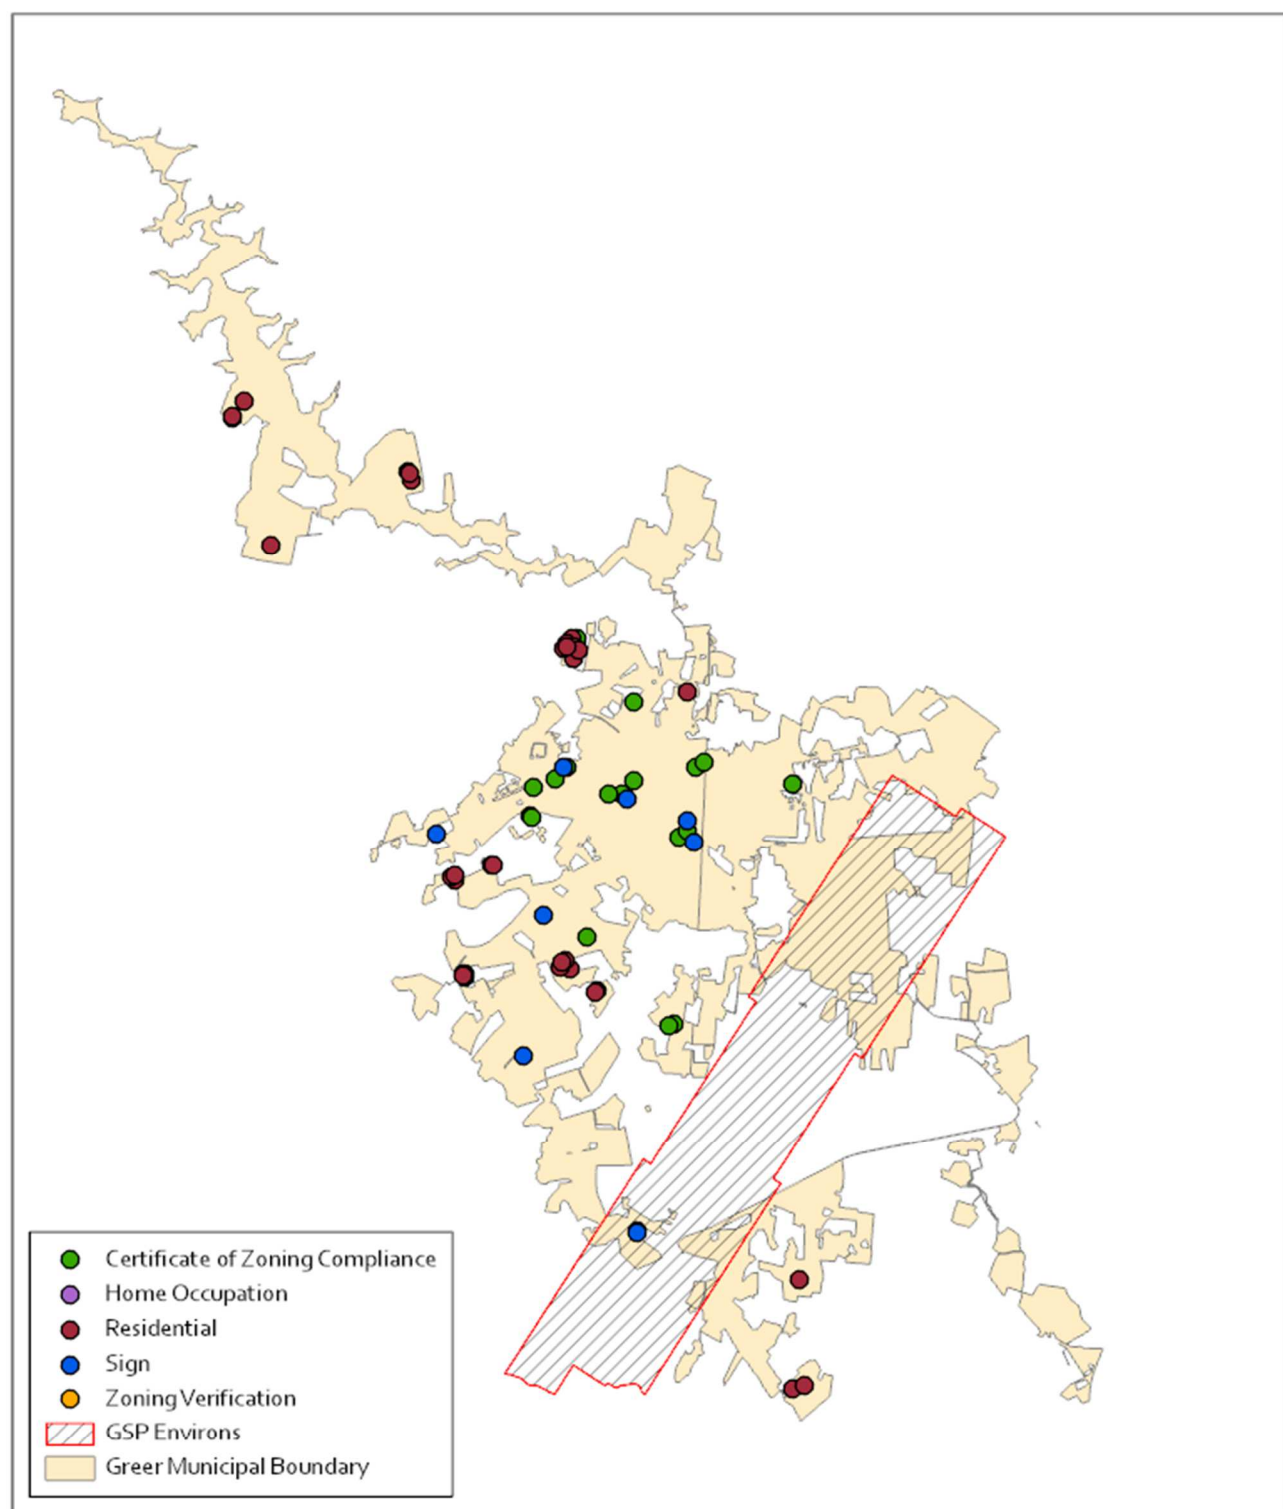 Certificate of Zoning Compliance
Home Occupation
Residential
Sign
Zoning Verification
GSP Environs
Greer Municipal Boundary